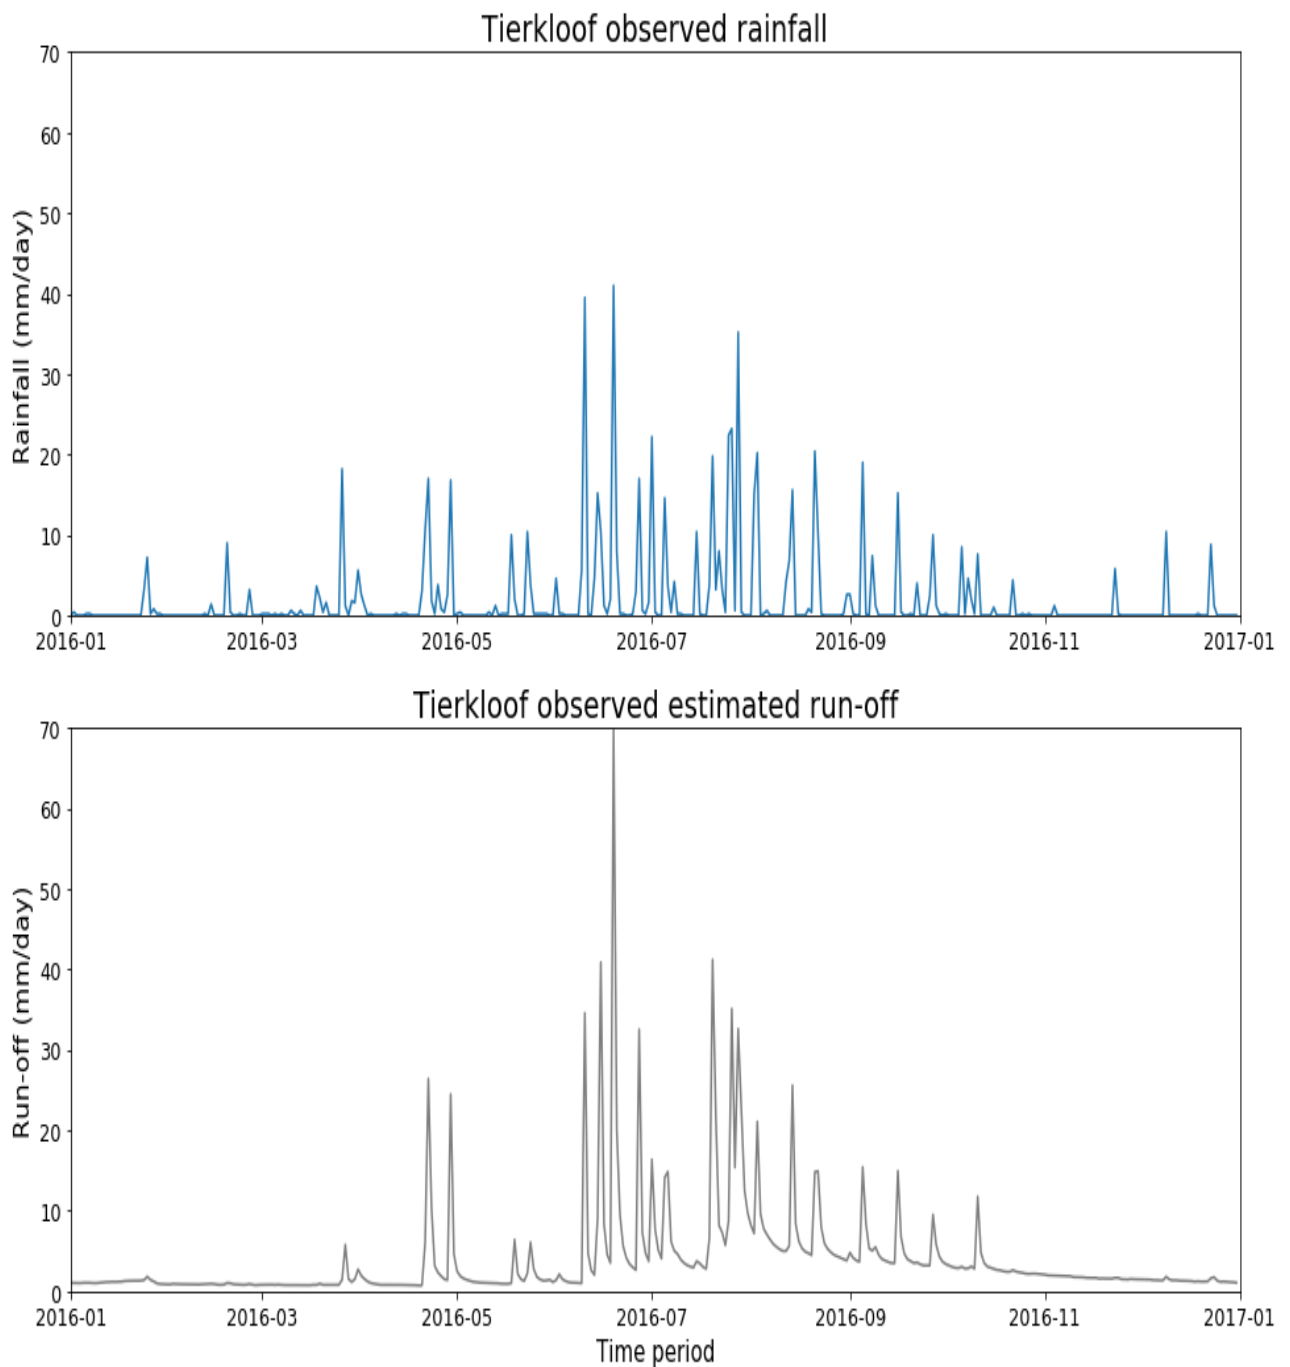 Tierkloof observed rainfall
70
60
50
40
30
20
10
0
Rainfall (mm/day)
2016-01 2016-03 2016-05 2016-07 2016-09 2016-11 2017-01
Tierkloof observed estimated run-off
70
60
50
40
30
20
10
0
Run-off (mm/day)
2016-01 2016-03 2016-05 2016-07 2016-09 2016-11 2017-01
Time period